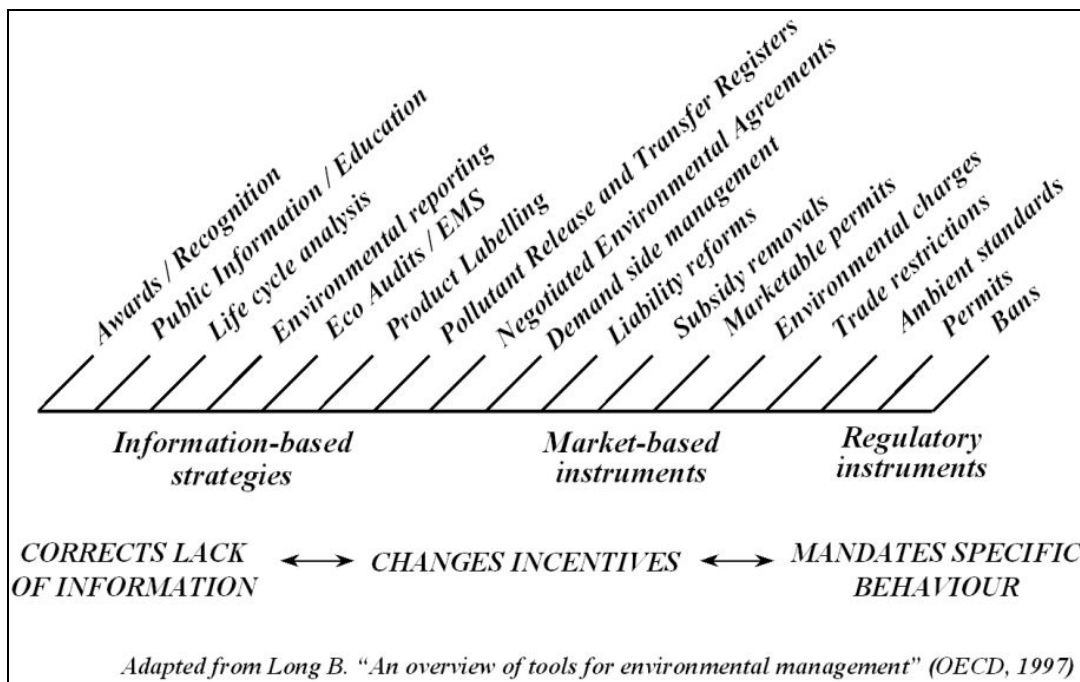 Awards / Recognition
Public Information / Education
Life cycle analysis
Environmental reporting
Eco Audits / EMS
Product Labelling
Pollutant Release and Transfer Registers
Negotiated Environmental Agreements
Demand side management
Liability reforms
Subsidy removals
Marketable permits
Environmental charges
Trade restrictions
Ambient standards
Permits
Bans
Information-based
strategies
Market-based
instruments
Regulatory
instruments
CORRECTS LACK
OF INFORMATION
CHANGES INCENTIVES
MANDATES SPECIFIC
BEHAVIOUR
Adapted from Long B. “An overview of tools for environmental management” (OECD, 1997)